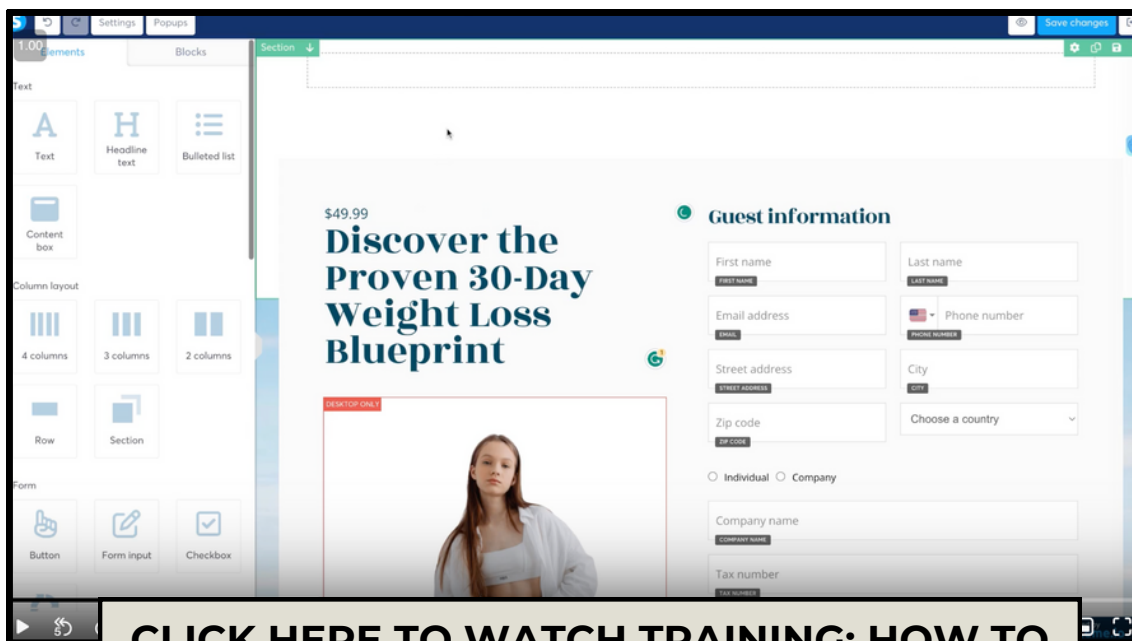 S Settings Popups Save changes
1.00
Elements Blocks
Section
Text
A H
Text Headline text Bulleted list
Content box
Column layout
4 columns 3 columns 2 columns
Row Section
Form
Button Form input Checkbox
$49.99
Discover the
Proven 30-Day
Weight Loss
Blueprint
DESKTOP ONLY
Guest information
First name Last name
FIRST NAME LAST NAME
Email address Phone number
EMAIL PHONE NUMBER
Street address City
STREET ADDRESS CITY
Zip code Choose a country
ZIP CODE
Individual Company
Company name
COMPANY NAME
Tax number
TAX NUMBER
5
CLICK HERE TO WATCH TRAINING: HOW TO